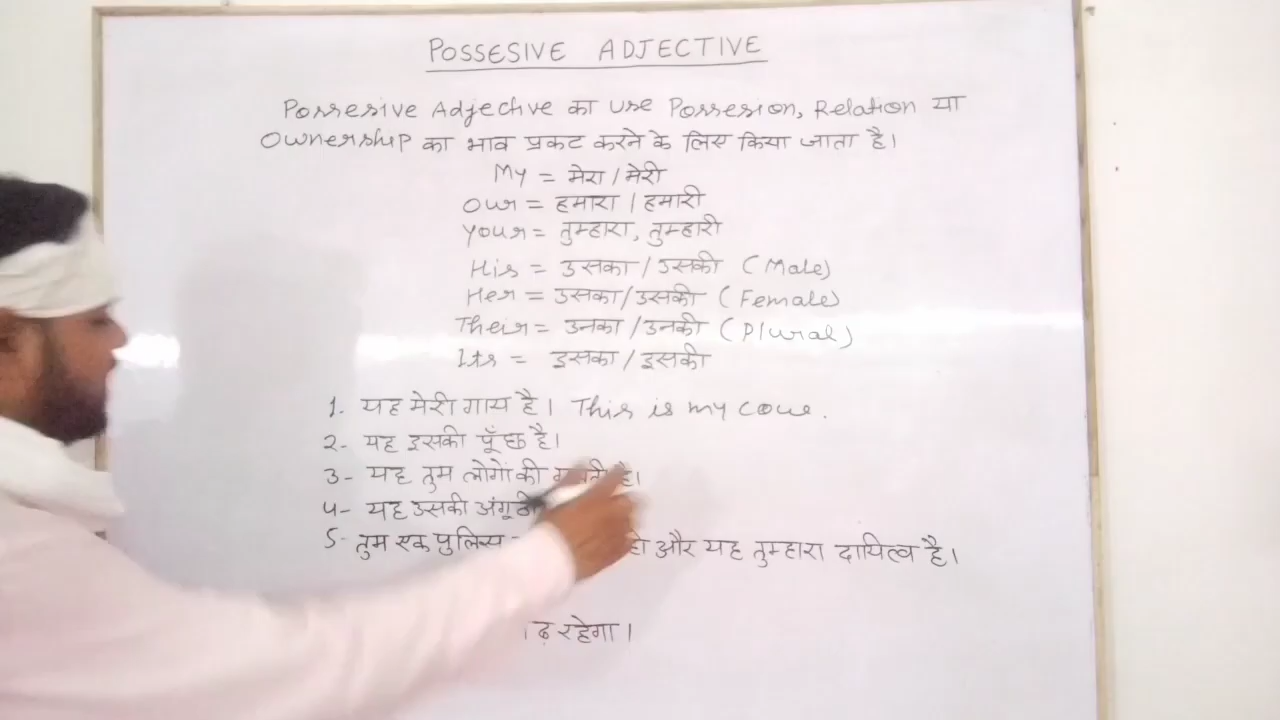 POSSESIVE ADJECTIVE
Possesive Adjective का use Possesion, Relation या
Ownership का भाव प्रकट करने के लिए किया जाता है।
My = मेरा / मेरी
Our = हमारा / हमारी
Your = तुम्हारा, तुम्हारी
His = उसका / उसकी (Male)
Her = उसका / उसकी (Female)
Their = उनका / उनकी (Plural)
Its = इसका / इसकी
1. यह मेरी गाय है। This is my cow.
2- यह इसकी पूँछ है।
3- यह तुम लोगो की है।
4- यह उसकी
5- तुम एक पुलिस और यह तुम्हारा दायित्व है।
रहेगा।